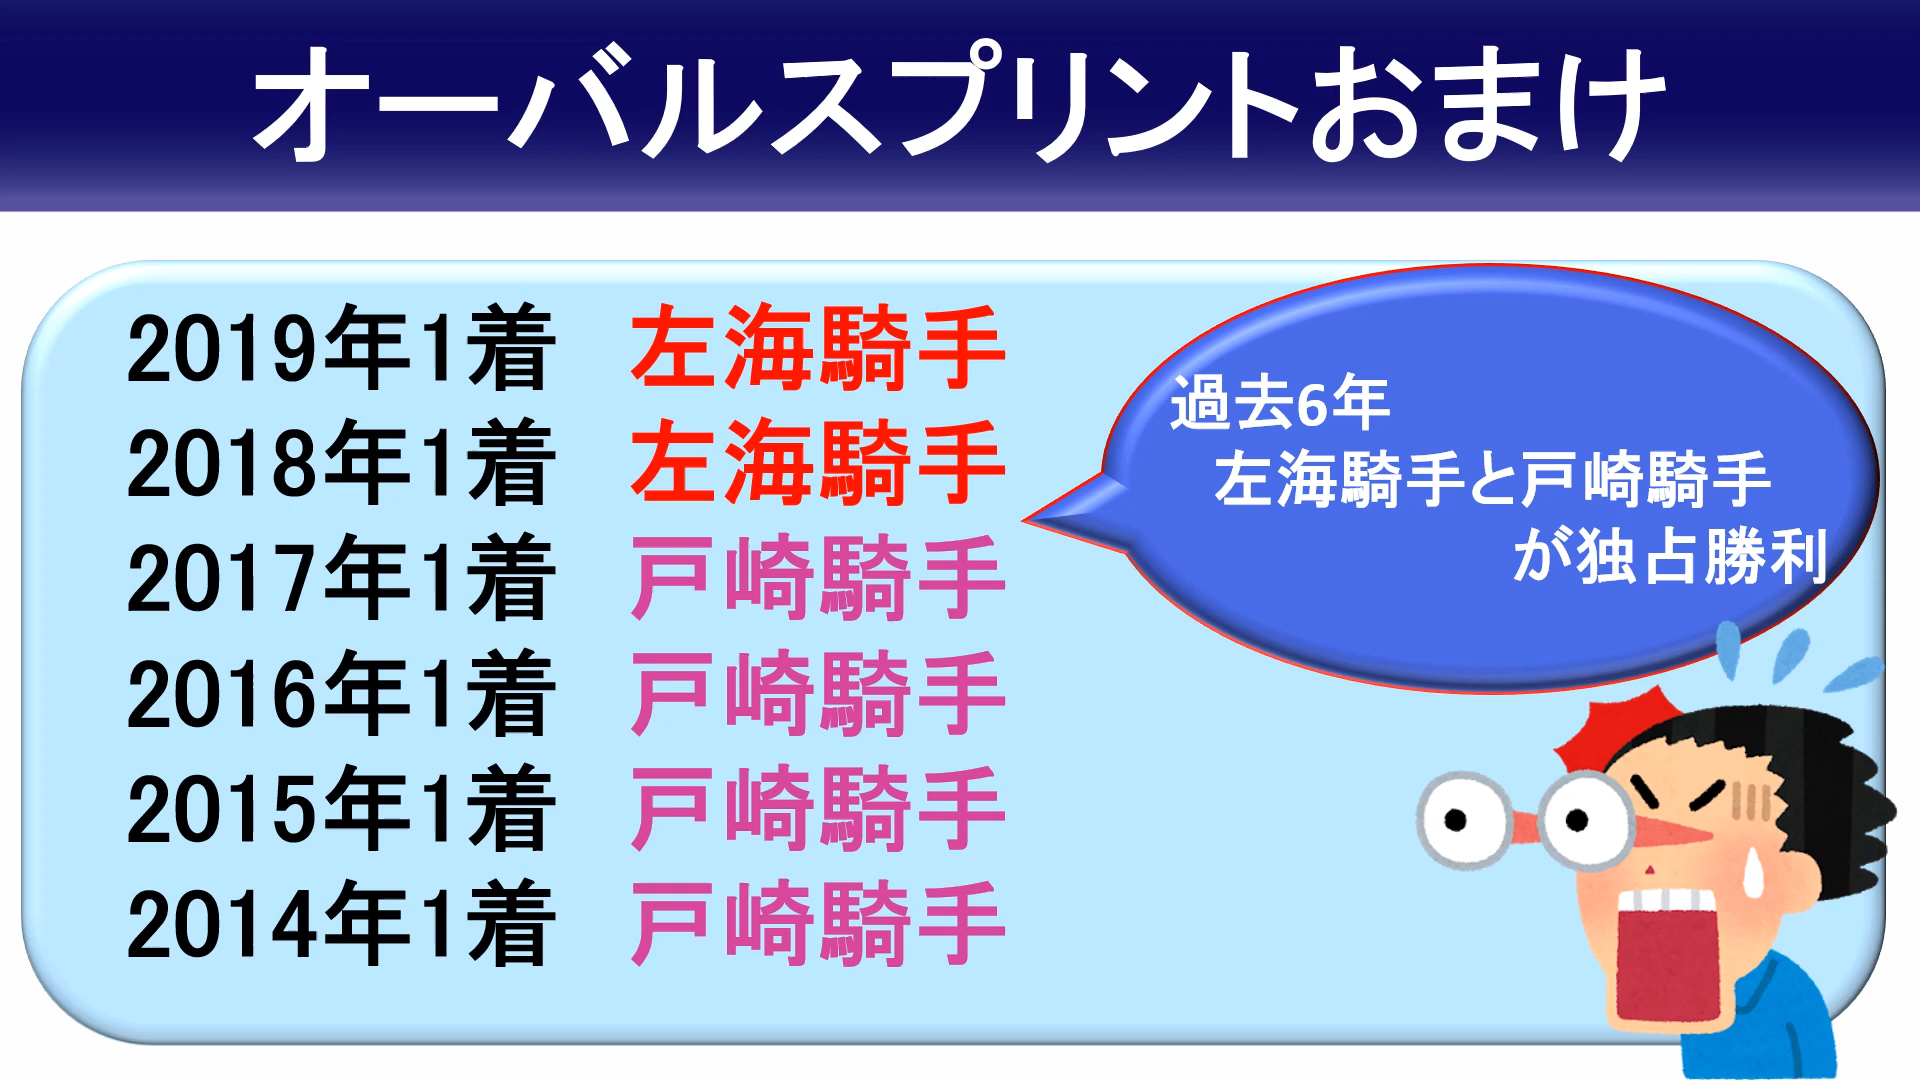 オーバルスプリントおまけ
2019年1着 左海騎手
2018年1着 左海騎手
2017年1着 戸崎騎手
2016年1着 戸崎騎手
2015年1着 戸崎騎手
2014年1着 戸崎騎手
過去6年
左海騎手と戸崎騎手
が独占勝利